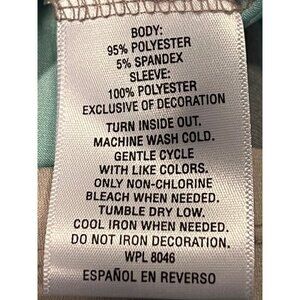 BODY:
95% POLYESTER
5% SPANDEX
SLEEVE:
100% POLYESTER
EXCLUSIVE OF DECORATION
TURN INSIDE OUT.
MACHINE WASH COLD.
GENTLE CYCLE
WITH LIKE COLORS.
ONLY NON-CHLORINE
BLEACH WHEN NEEDED.
TUMBLE DRY LOW.
COOL IRON WHEN NEEDED.
DO NOT IRON DECORATION.
WPL 8046
ESPAÑOL EN REVERSO